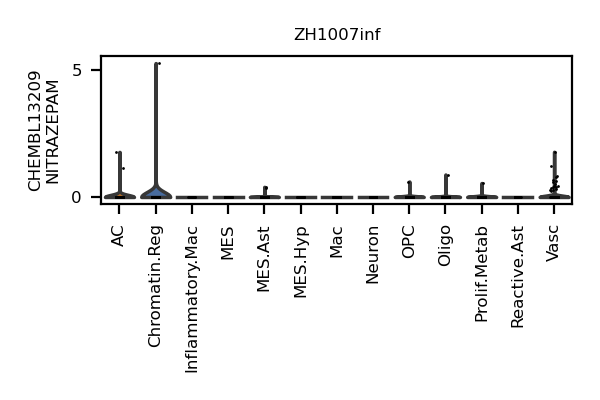 ZH1007inf
CHEMBL13209
NITRAZEPAM
5
0
AC
Chromatin.Reg
Inflammatory.Mac
MES
MES.Ast
MES.Hyp
Mac
Neuron
OPC
Oligo
Prolif.Metab
Reactive.Ast
Vasc